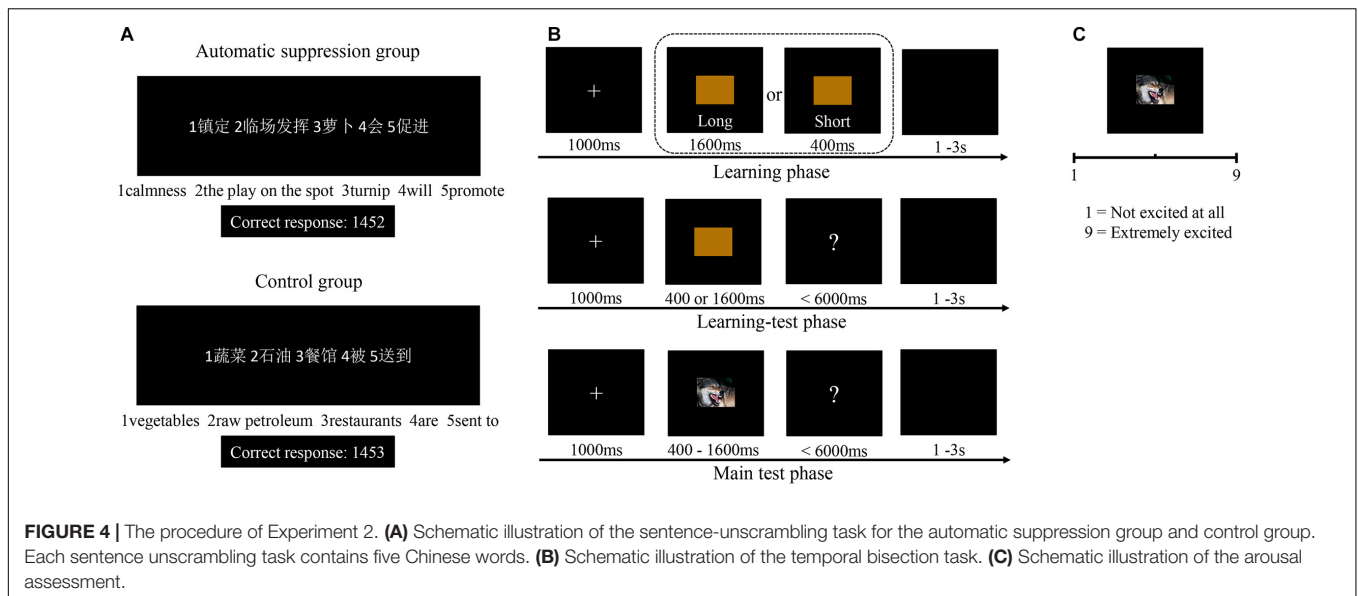 A
Automatic suppression group
1镇定 2临场发挥 3萝卜 4会 5促进
1calmness 2the play on the spot 3turnip 4will 5promote
Correct response: 1452
Control group
1蔬菜 2石油 3餐馆 4被 5送到
1vegetables 2raw petroleum 3restaurants 4are 5sent to
Correct response: 1453
B
+
Long
or
Short
1000ms 1600ms 400ms 1 -3s
Learning phase
+ ?
1000ms 400 or 1600ms < 6000ms 1 -3s
Learning-test phase
+ ?
1000ms 400 - 1600ms < 6000ms 1 -3s
Main test phase
C
1 9
1 = Not excited at all
9 = Extremely excited
FIGURE 4 | The procedure of Experiment 2. (A) Schematic illustration of the sentence-unscrambling task for the automatic suppression group and control group.
Each sentence unscrambling task contains five Chinese words. (B) Schematic illustration of the temporal bisection task. (C) Schematic illustration of the arousal
assessment.